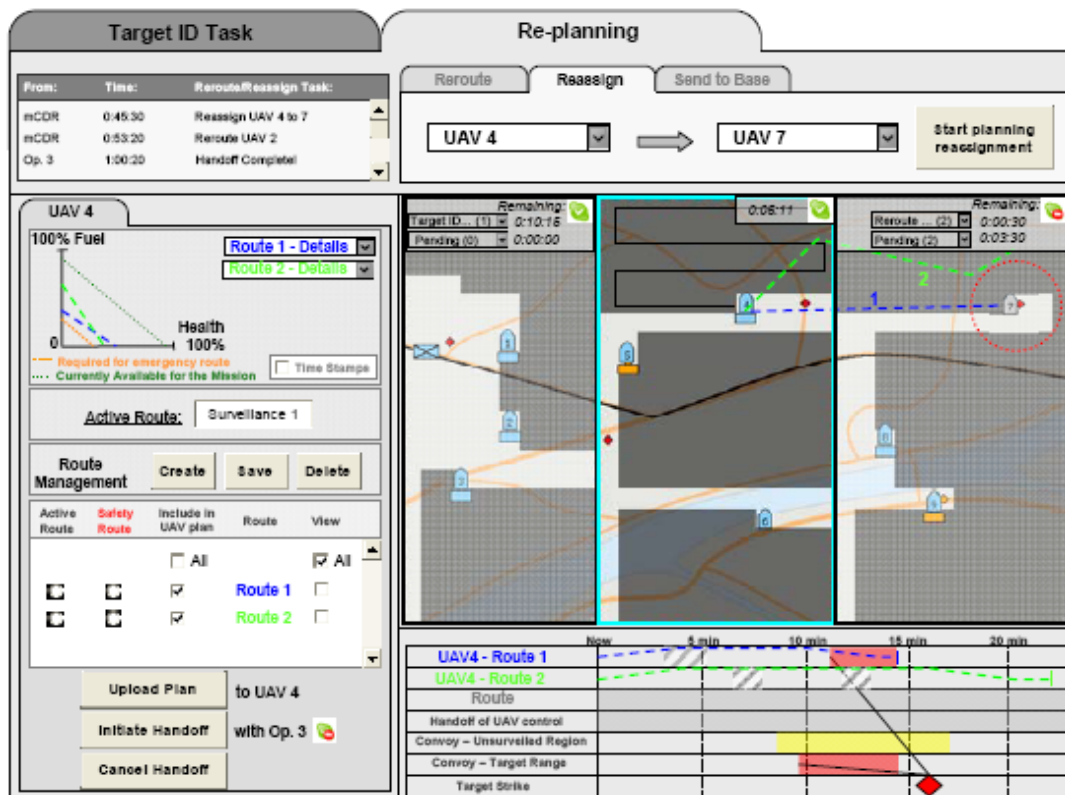 Target ID Task
Re-planning
From: Time: Reroute/Reassign Task:
mCDR 0:45:30 Reassign UAV 4 to 7
mCDR 0:53:20 Reroute UAV 2
Op. 3 1:00:20 Handoff Complete!
Reroute Reassign Send to Base
UAV 4
UAV 7
Start planning
reassignment
UAV 4
100% Fuel
Route 1 - Details
Route 2 - Details
0
Health
100%
Required for emergency route
Currently Available for the Mission
Time Stamps
Active Route: Surveillance 1
Route
Management
Create Save Delete
Active
Route
Safety
Route
Include in
UAV plan
Route
View
All
All
Route 1
Route 2
Upload Plan to UAV 4
Initiate Handoff with Op. 3
Cancel Handoff
Remaining:
Target ID... (1) 0:10:16
Pending (0) 0:00:00
Remaining:
Reroute ... (2) 0:00:30
Pending (2) 0:03:30
2
1
4
7
1
5
2
6
Now 5 min 10 min 15 min 20 min
UAV4 - Route 1
UAV4 - Route 2
Route
Handoff of UAV control
Convoy – Unsurveilled Region
Convoy – Target Range
Target Strike